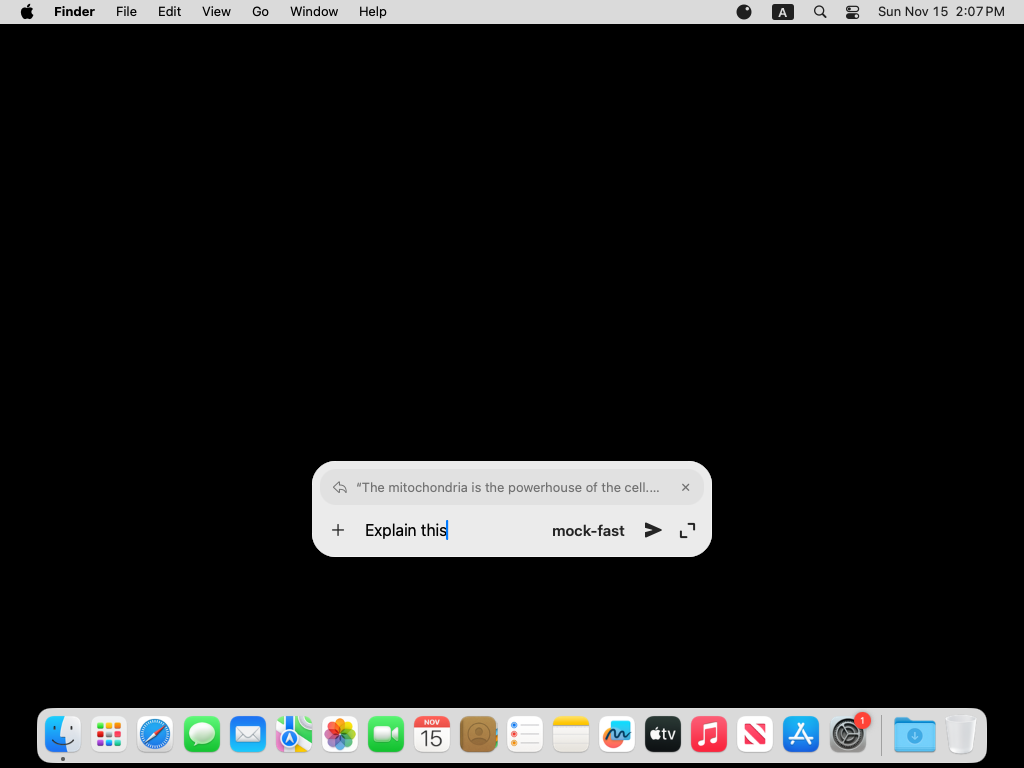 Finder File Edit View Go Window Help A Sun Nov 15 2:07 PM
“The mitochondria is the powerhouse of the cell....
Explain this mock-fast
NOV
15
tv
1